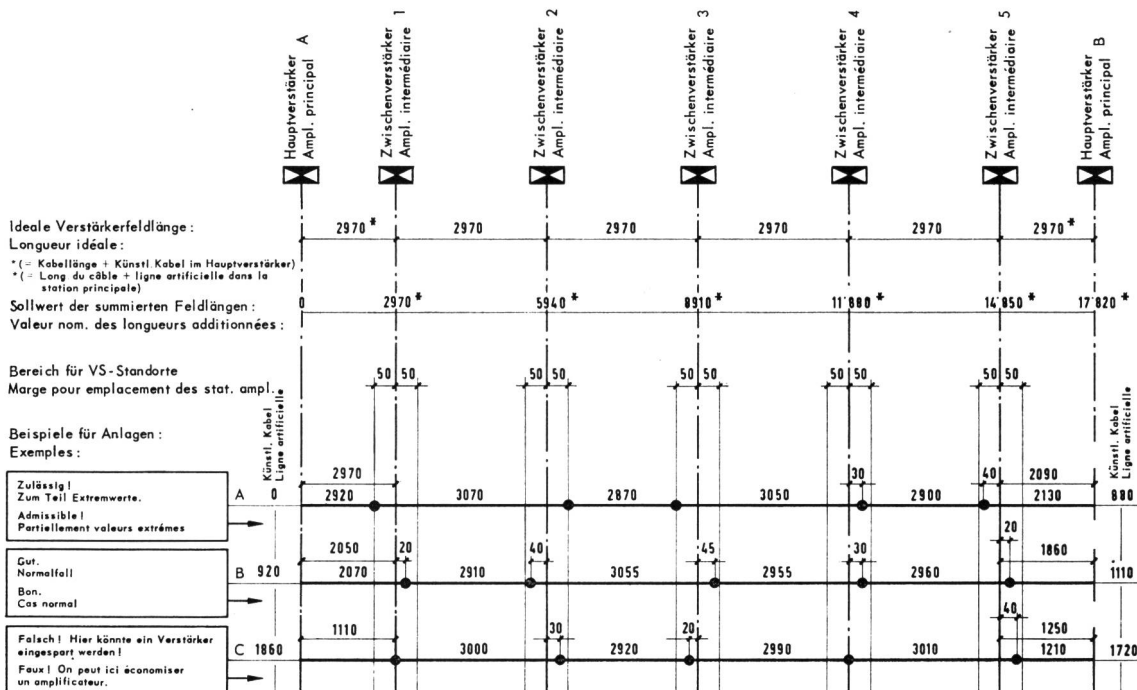 Hauptverstärker A
Ampl. principal
Zwischenverstärker 1
Ampl. intermédiaire
Zwischenverstärker 2
Ampl. intermédiaire
Zwischenverstärker 3
Ampl. intermédiaire
Zwischenverstärker 4
Ampl. intermédiaire
Zwischenverstärker 5
Ampl. intermédiaire
Hauptverstärker B
Ampl. principal
Ideale Verstärkerfeldlänge : 2970* 2970 2970 2970 2970 2970*
Longueur idéale :
*(= Kabellänge + Künstl. Kabel im Hauptverstärker)
*(= Long du câble + ligne artificielle dans la
station principale)
Sollwert der summierten Feldlängen : 0 2970* 5940* 8910* 11'880* 14'850* 17'820*
Valeur nom. des longueurs additionnées :
Bereich für VS-Standorte 50 50 50 50 50 50 50 50 50 50
Marge pour emplacement des stat. ampl.
Künstl. Kabel
Ligne artificielle
Künstl. Kabel
Ligne artificielle
Beispiele für Anlagen :
Exemples :
2970 30 40 2090
Zulässig !
Zum Teil Extremwerte.
A 0 2920 3070 2870 3050 2900 2130 880
Admissible !
Partiellement valeurs extrêmes
20
2050 20 40 45 30 1860
Gut.
Normalfall
B 920 2070 2910 3055 2955 2960 1110
Bon.
Cas normal
40
1110 30 20 1250
Falsch ! Hier könnte ein Verstärker
eingespart werden !
C 1860 3000 2920 2990 3010 1210 1720
Faux ! On peut ici économiser
un amplificateur.